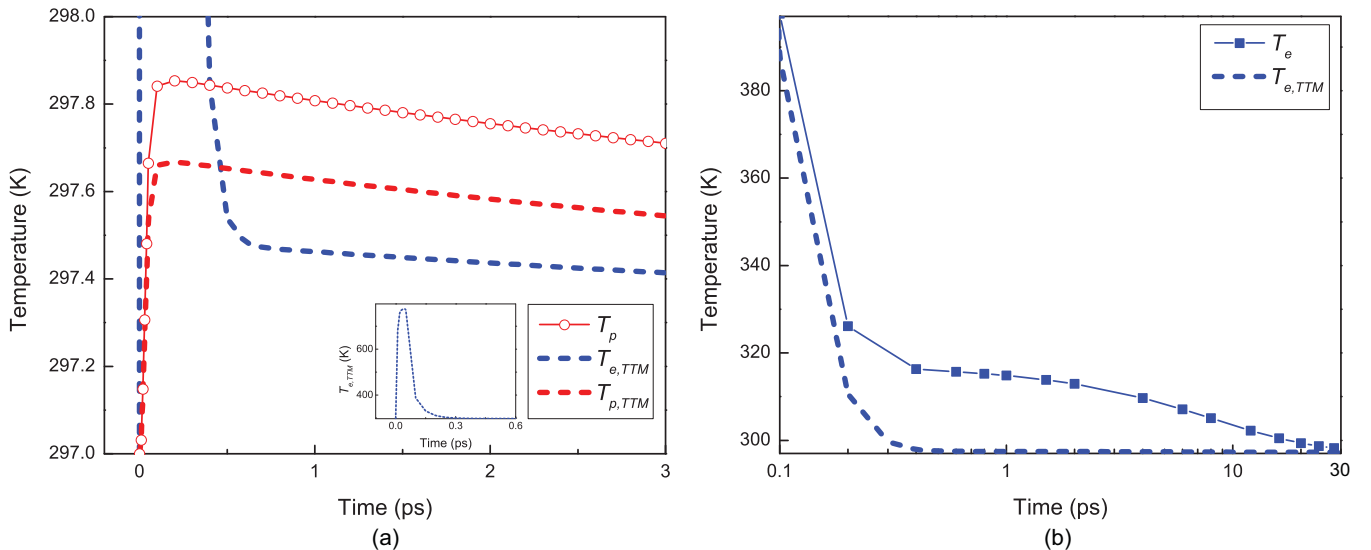 298.0
297.8
297.6
297.4
297.2
297.0
Temperature (K)
0
1
2
3
Time (ps)
T_p
T_e,TTM
T_p,TTM
600
400
T_e,TTM (K)
0.0
0.3
0.6
Time (ps)
(a)
380
360
340
320
300
Temperature (K)
0.1
1
10
30
Time (ps)
T_e
T_e,TTM
(b)